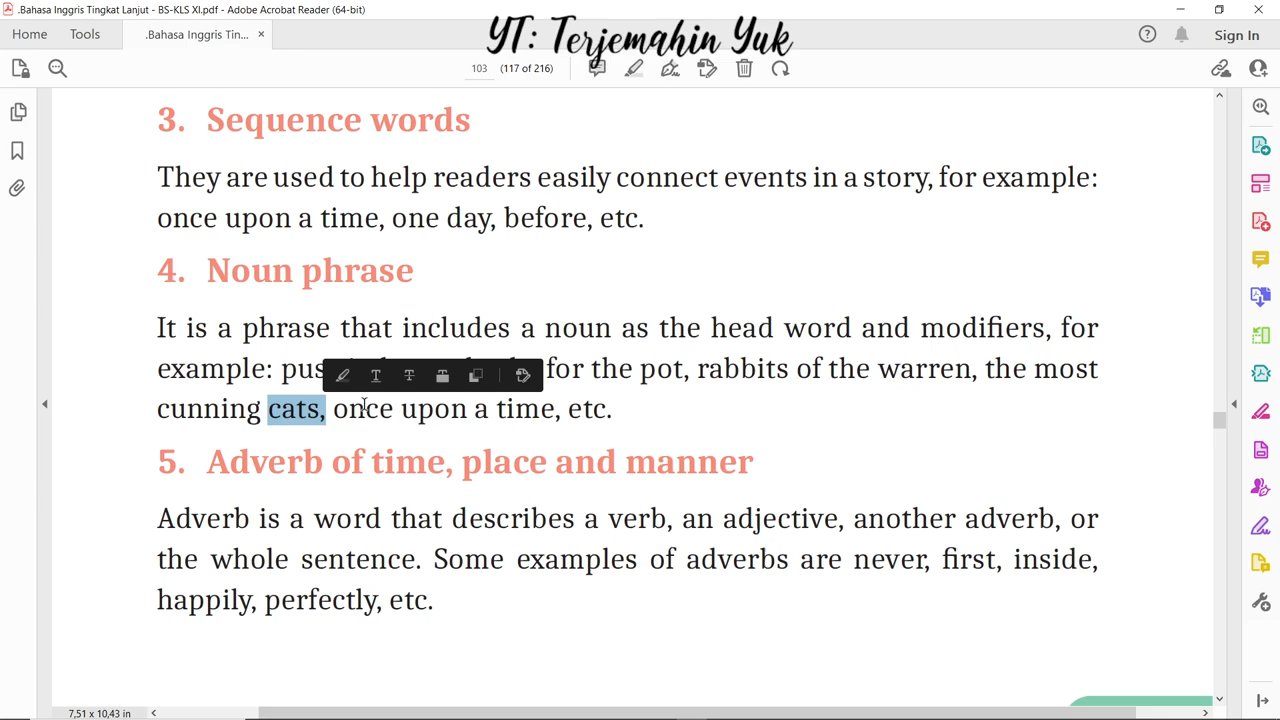 .Bahasa Inggris Tingkat Lanjut - BS-KLS XI.pdf - Adobe Acrobat Reader (64-bit)
YT: Terjemahin Yuk
Home Tools .Bahasa Inggris Tin... × Sign In
103 (117 of 216)
3. Sequence words
They are used to help readers easily connect events in a story, for example:
once upon a time, one day, before, etc.
4. Noun phrase
It is a phrase that includes a noun as the head word and modifiers, for
example: for the pot, rabbits of the warren, the most
cunning cats, once upon a time, etc.
5. Adverb of time, place and manner
Adverb is a word that describes a verb, an adjective, another adverb, or
the whole sentence. Some examples of adverbs are never, first, inside,
happily, perfectly, etc.
7,51 x 10,43 in